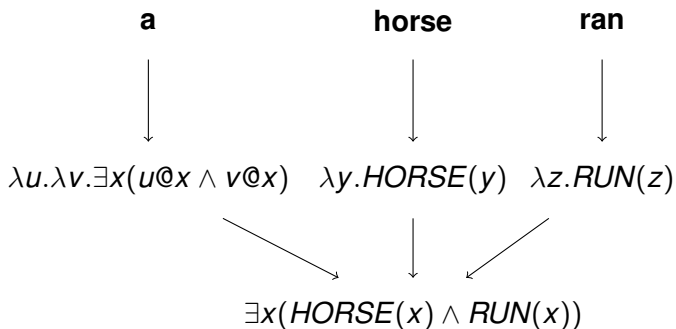 a horse ran
λu.λv.∃x(u@x ∧ v@x) λy.HORSE(y) λz.RUN(z)
∃x(HORSE(x) ∧ RUN(x))